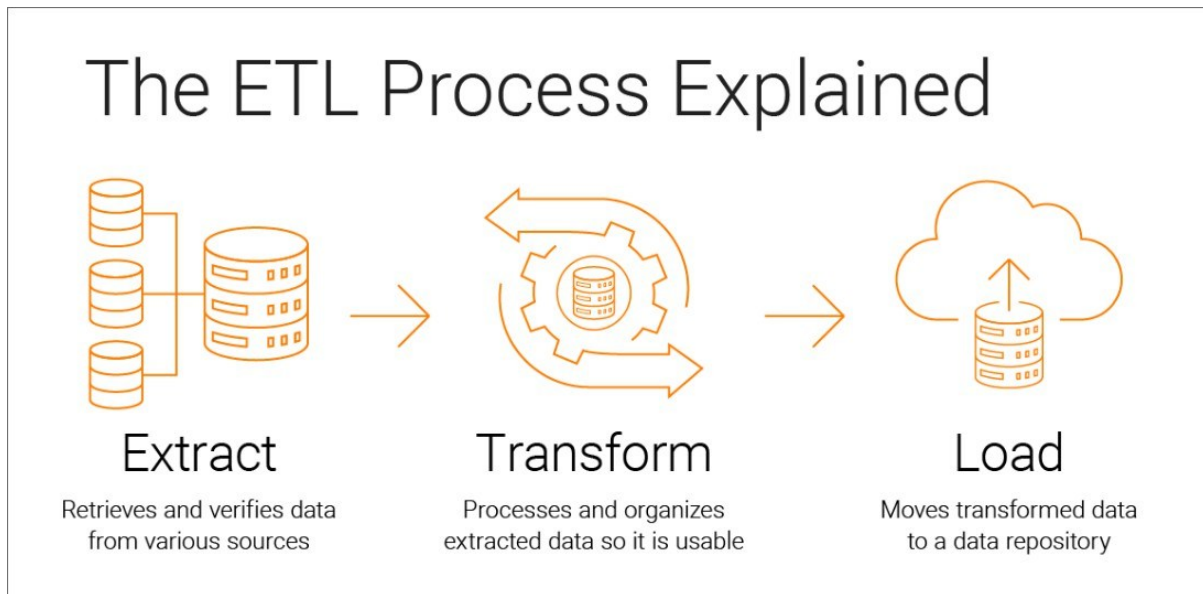 The ETL Process Explained
Extract
Retrieves and verifies data
from various sources
Transform
Processes and organizes
extracted data so it is usable
Load
Moves transformed data
to a data repository